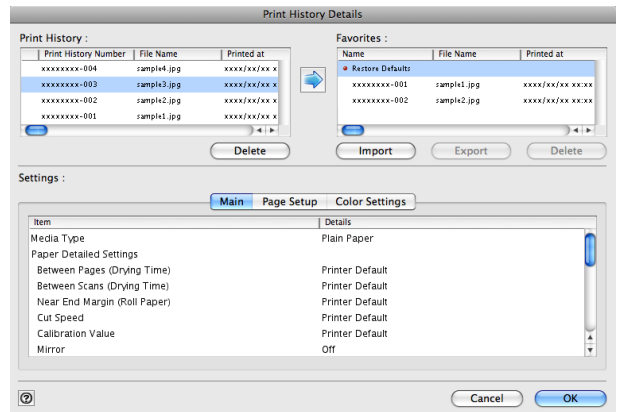 Print History Details
Print History : Favorites :
Print History Number File Name Printed at Name File Name Printed at
xxxxxxxx-004 sample4.jpg xxxx/xx/xx x Restore Defaults
xxxxxxxx-003 sample3.jpg xxxx/xx/xx x xxxxxxxx-001 sample1.jpg xxxx/xx/xx xx:xx
xxxxxxxx-002 sample2.jpg xxxx/xx/xx x xxxxxxxx-002 sample2.jpg xxxx/xx/xx xx:xx
xxxxxxxx-001 sample1.jpg xxxx/xx/xx x
Delete Import Export Delete
Settings :
Main Page Setup Color Settings
Item Details
Media Type Plain Paper
Paper Detailed Settings
Between Pages (Drying Time) Printer Default
Between Scans (Drying Time) Printer Default
Near End Margin (Roll Paper) Printer Default
Cut Speed Printer Default
Calibration Value Printer Default
Mirror Off
? Cancel OK